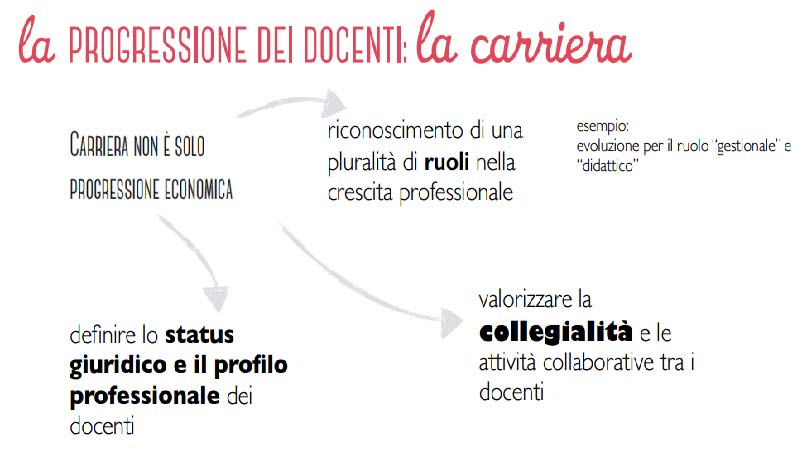 la PROGRESSIONE DEI DOCENTI: la carriera
CARRIERA NON È SOLO
PROGRESSIONE ECONOMICA
riconoscimento di una
pluralità di ruoli nella
crescita professionale
esempio:
evoluzione per il ruolo “gestionale” e
“didattico”
definire lo status
giuridico e il profilo
professionale dei
docenti
valorizzare la
collegialità e le
attività collaborative tra i
docenti